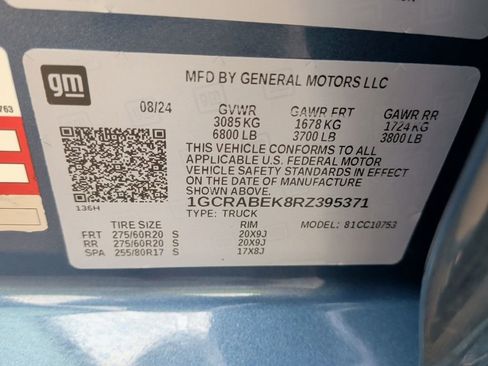 ION
763
gm
MFD BY GENERAL MOTORS LLC
08/24 GVWR GAWR FRT GAWR RR
3085 KG 1678 KG 1724 KG
6800 LB 3700 LB 3800 LB
THIS VEHICLE CONFORMS TO ALL
APPLICABLE U.S. FEDERAL MOTOR
VEHICLE SAFETY STANDARDS IN EFFECT
ON THE DATE OF MANUFACTURE
SHOWN ABOVE.
1GCRABEK8RZ395371
136H TYPE: TRUCK
TIRE SIZE RIM MODEL: 81CC10753
FRT 275/60R20 S 20X9J
RR 275/60R20 S 20X9J
SPA 255/80R17 S 17X8J